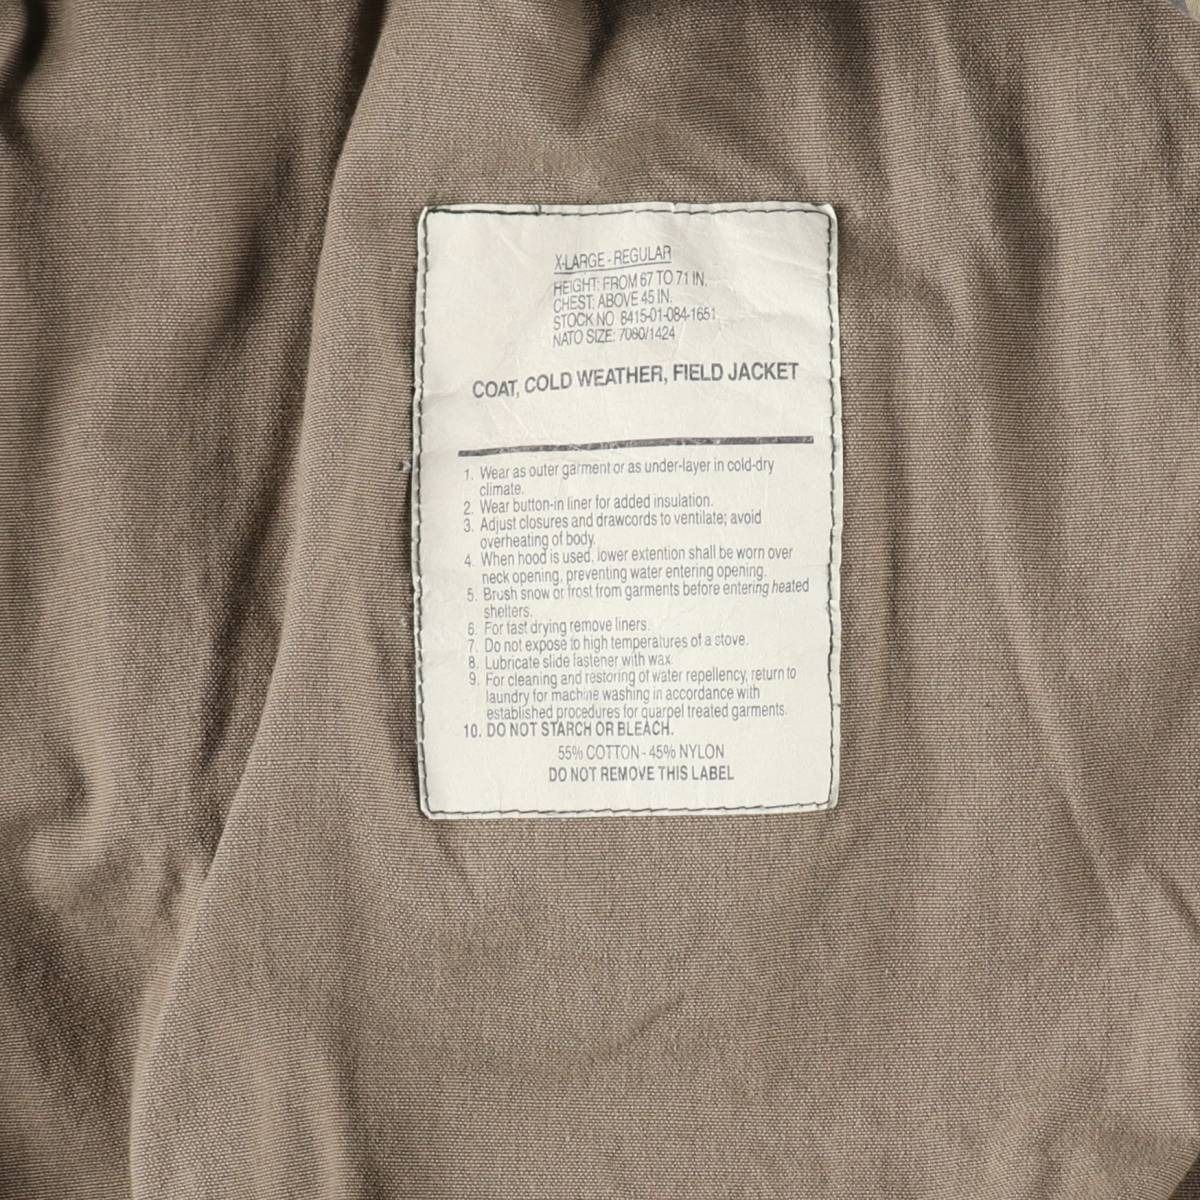 X-LARGE - REGULAR
HEIGHT: FROM 67 TO 71 IN.
CHEST: ABOVE 45 IN.
STOCK NO 8415-01-084-1651
NATO SIZE: 7080/1424
COAT, COLD WEATHER, FIELD JACKET
1. Wear as outer garment or as under-layer in cold-dry
climate.
2. Wear button-in liner for added insulation.
3. Adjust closures and drawcords to ventilate; avoid
overheating of body.
4. When hood is used, lower extention shall be worn over
neck opening, preventing water entering opening.
5. Brush snow or frost from garments before entering heated
shelters.
6. For fast drying remove liners.
7. Do not expose to high temperatures of a stove.
8. Lubricate slide fastener with wax.
9. For cleaning and restoring of water repellency, return to
laundry for machine washing in accordance with
established procedures for quarpel treated garments.
10. DO NOT STARCH OR BLEACH.
55% COTTON - 45% NYLON
DO NOT REMOVE THIS LABEL